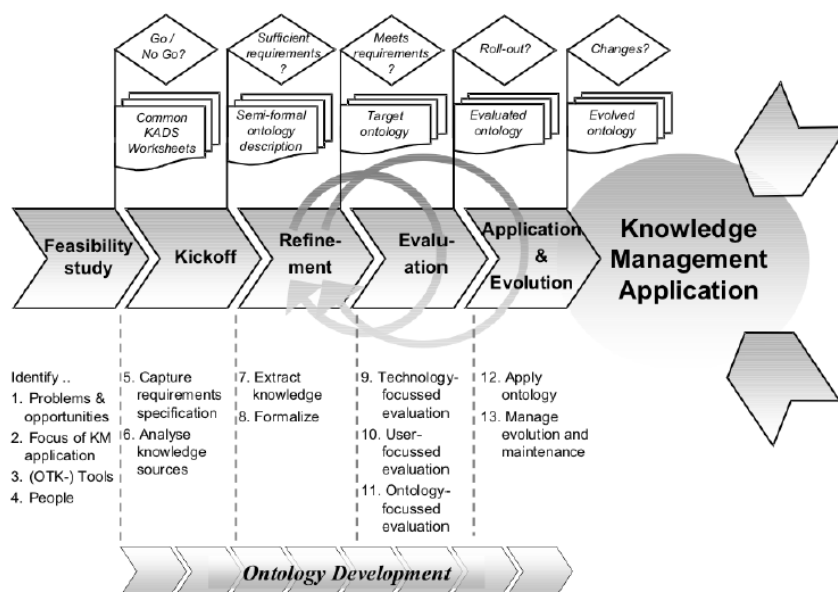 Go /
No Go?
Sufficient
requirements
?
Meets
requirements
?
Roll-out?
Changes?
Common
KADS
Worksheets
Semi-formal
ontology
description
Target
ontology
Evaluated
ontology
Evolved
ontology
Feasibility
study
Kickoff
Refine-
ment
Evalu-
ation
Application
&
Evolution
Knowledge
Management
Application
Identify ..
1. Problems &
opportunities
2. Focus of KM
application
3. (OTK-) Tools
4. People
5. Capture
requirements
specification
6. Analyse
knowledge
sources
7. Extract
knowledge
8. Formalize
9. Technology-
focussed
evaluation
10. User-
focussed
evaluation
11. Ontology-
focussed
evaluation
12. Apply
ontology
13. Manage
evolution and
maintenance
Ontology Development